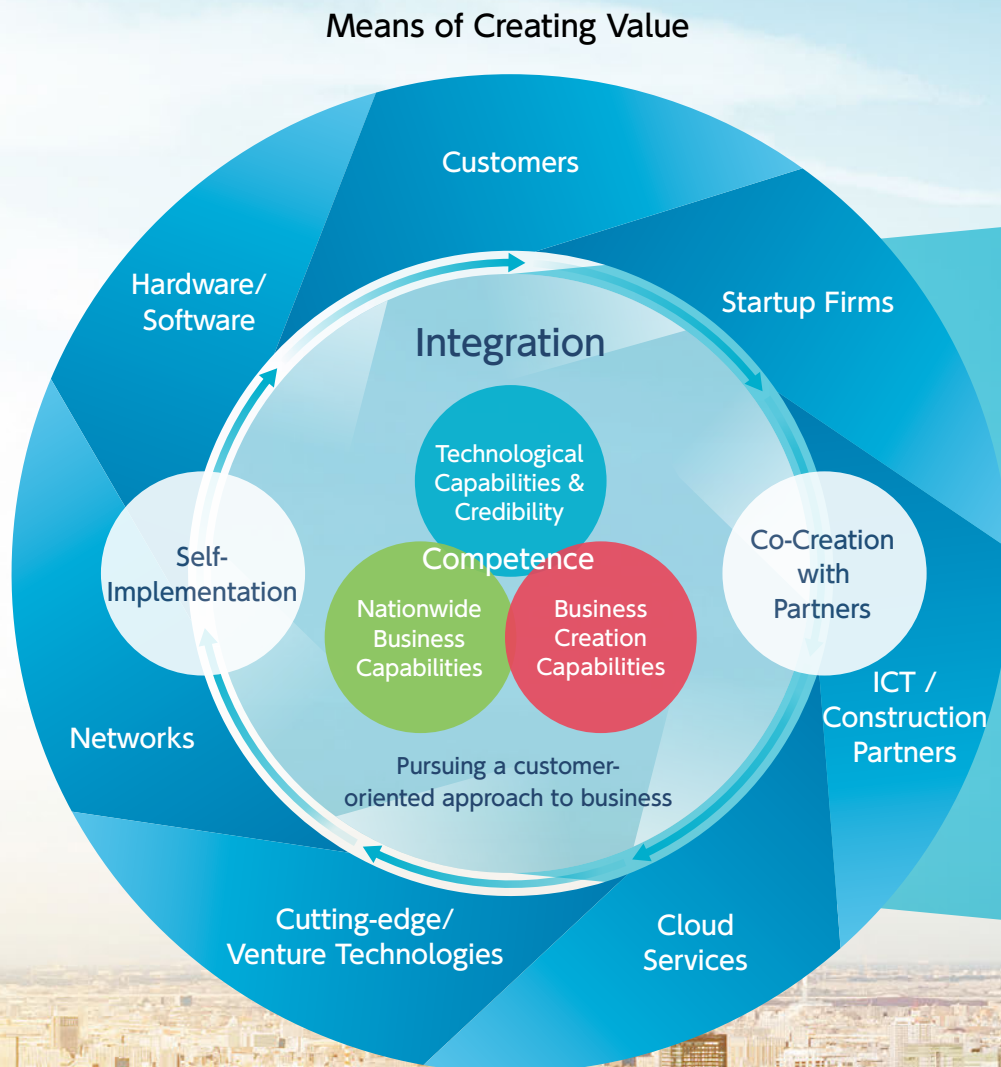 Means of Creating Value
Customers
Hardware/
Software
Startup Firms
Integration
Technological
Capabilities &
Credibility
Self-
Implementation
Competence
Co-Creation
with
Partners
Nationwide
Business
Capabilities
Business
Creation
Capabilities
ICT /
Construction
Partners
Networks
Pursuing a customer-
oriented approach to business
Cutting-edge/
Venture Technologies
Cloud
Services